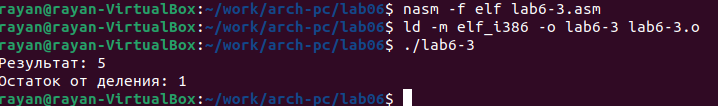 rayan@rayan-VirtualBox:~/work/arch-pc/lab06$ nasm -f elf lab6-3.asm
rayan@rayan-VirtualBox:~/work/arch-pc/lab06$ ld -m elf_i386 -o lab6-3 lab6-3.o
rayan@rayan-VirtualBox:~/work/arch-pc/lab06$ ./lab6-3
Результат: 5
Остаток от деления: 1
rayan@rayan-VirtualBox:~/work/arch-pc/lab06$